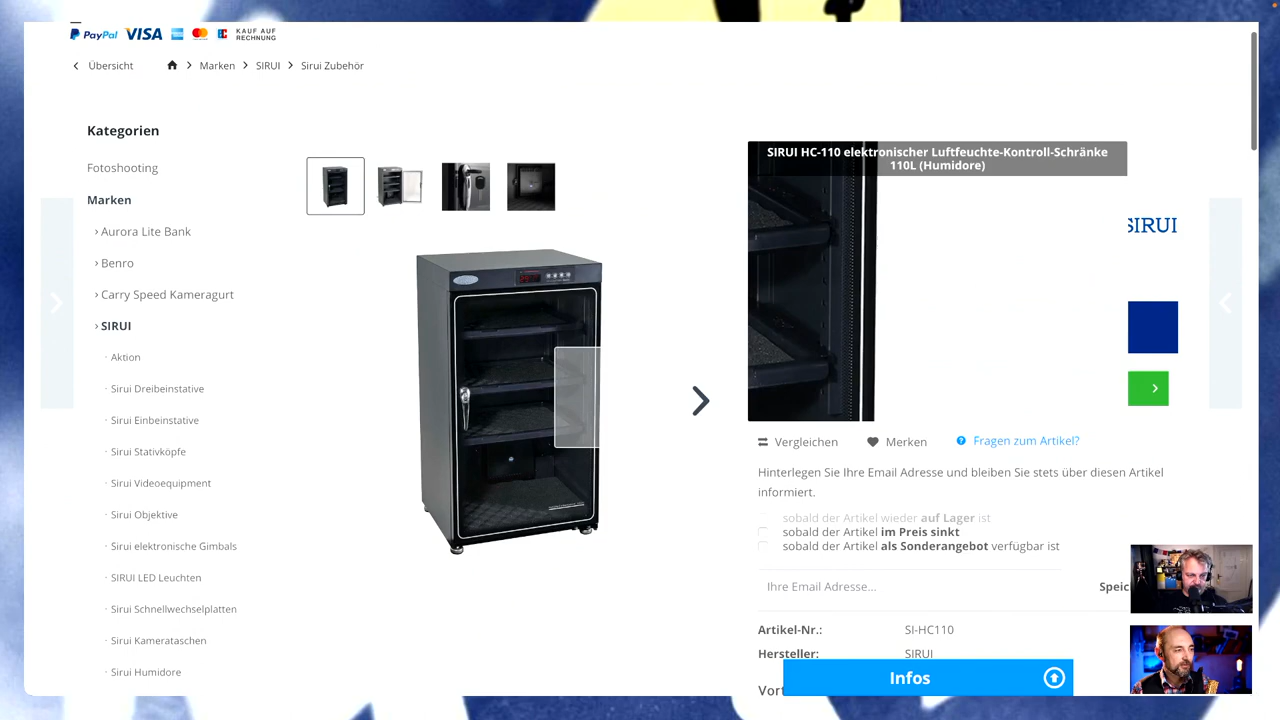 PayPal VISA KAUF AUF RECHNUNG
Übersicht Marken SIRUI Sirui Zubehör
Kategorien
Fotoshooting
Marken
Aurora Lite Bank
Benro
Carry Speed Kameragurt
SIRUI
Aktion
Sirui Dreibeinstative
Sirui Einbeinstative
Sirui Stativköpfe
Sirui Videoequipment
Sirui Objektive
Sirui elektronische Gimbals
SIRUI LED Leuchten
Sirui Schnellwechselplatten
Sirui Kamerataschen
Sirui Humidore
SIRUI HC-110 elektronischer Luftfeuchte-Kontroll-Schränke
110L (Humidore)
SIRUI
Vergleichen Merken Fragen zum Artikel?
Hinterlegen Sie Ihre Email Adresse und bleiben Sie stets über diesen Artikel
informiert.
sobald der Artikel wieder auf Lager ist
sobald der Artikel im Preis sinkt
sobald der Artikel als Sonderangebot verfügbar ist
Ihre Email Adresse... Speic
Artikel-Nr.: SI-HC110
Hersteller: SIRUI
Vort
Infos